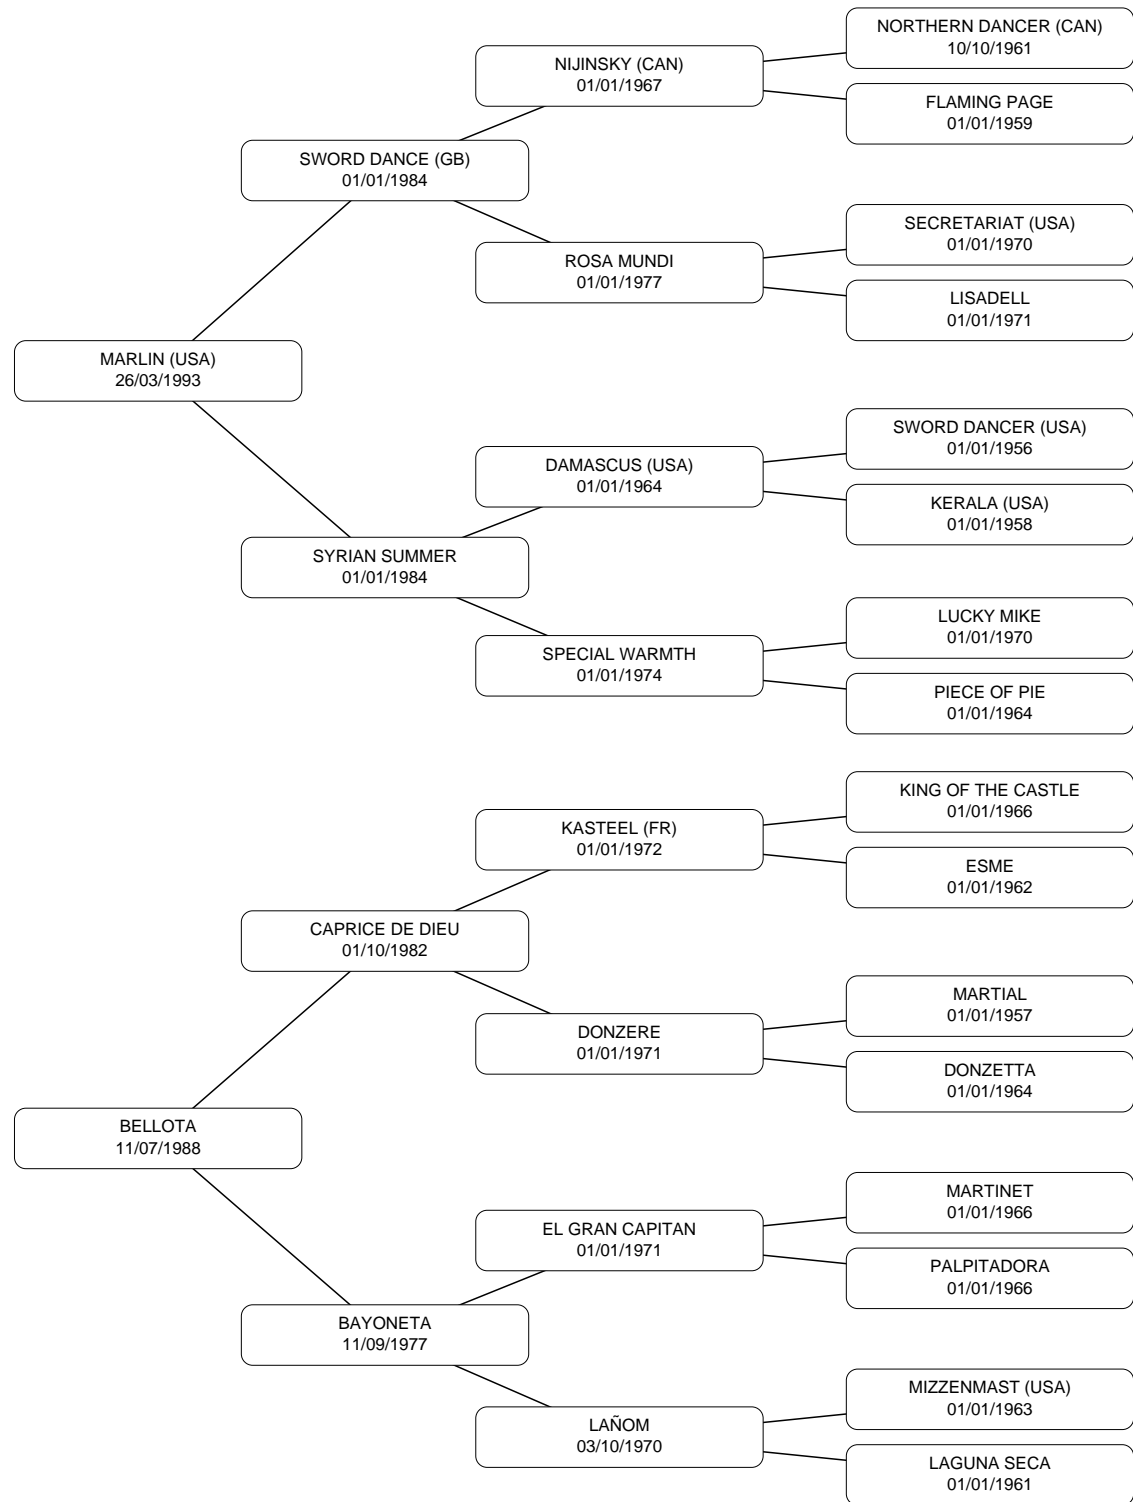 NORTHERN DANCER (CAN)
10/10/1961
NIJINSKY (CAN)
01/01/1967
FLAMING PAGE
01/01/1959
SWORD DANCE (GB)
01/01/1984
SECRETARIAT (USA)
01/01/1970
ROSA MUNDI
01/01/1977
LISADELL
01/01/1971
MARLIN (USA)
26/03/1993
SWORD DANCER (USA)
01/01/1956
DAMASCUS (USA)
01/01/1964
KERALA (USA)
01/01/1958
SYRIAN SUMMER
01/01/1984
LUCKY MIKE
01/01/1970
SPECIAL WARMTH
01/01/1974
PIECE OF PIE
01/01/1964
KING OF THE CASTLE
01/01/1966
KASTEEL (FR)
01/01/1972
ESME
01/01/1962
CAPRICE DE DIEU
01/10/1982
MARTIAL
01/01/1957
DONZERE
01/01/1971
DONZETTA
01/01/1964
BELLOTA
11/07/1988
MARTINET
01/01/1966
EL GRAN CAPITAN
01/01/1971
PALPITADORA
01/01/1966
BAYONETA
11/09/1977
MIZZENMAST (USA)
01/01/1963
LAÑOM
03/10/1970
LAGUNA SECA
01/01/1961